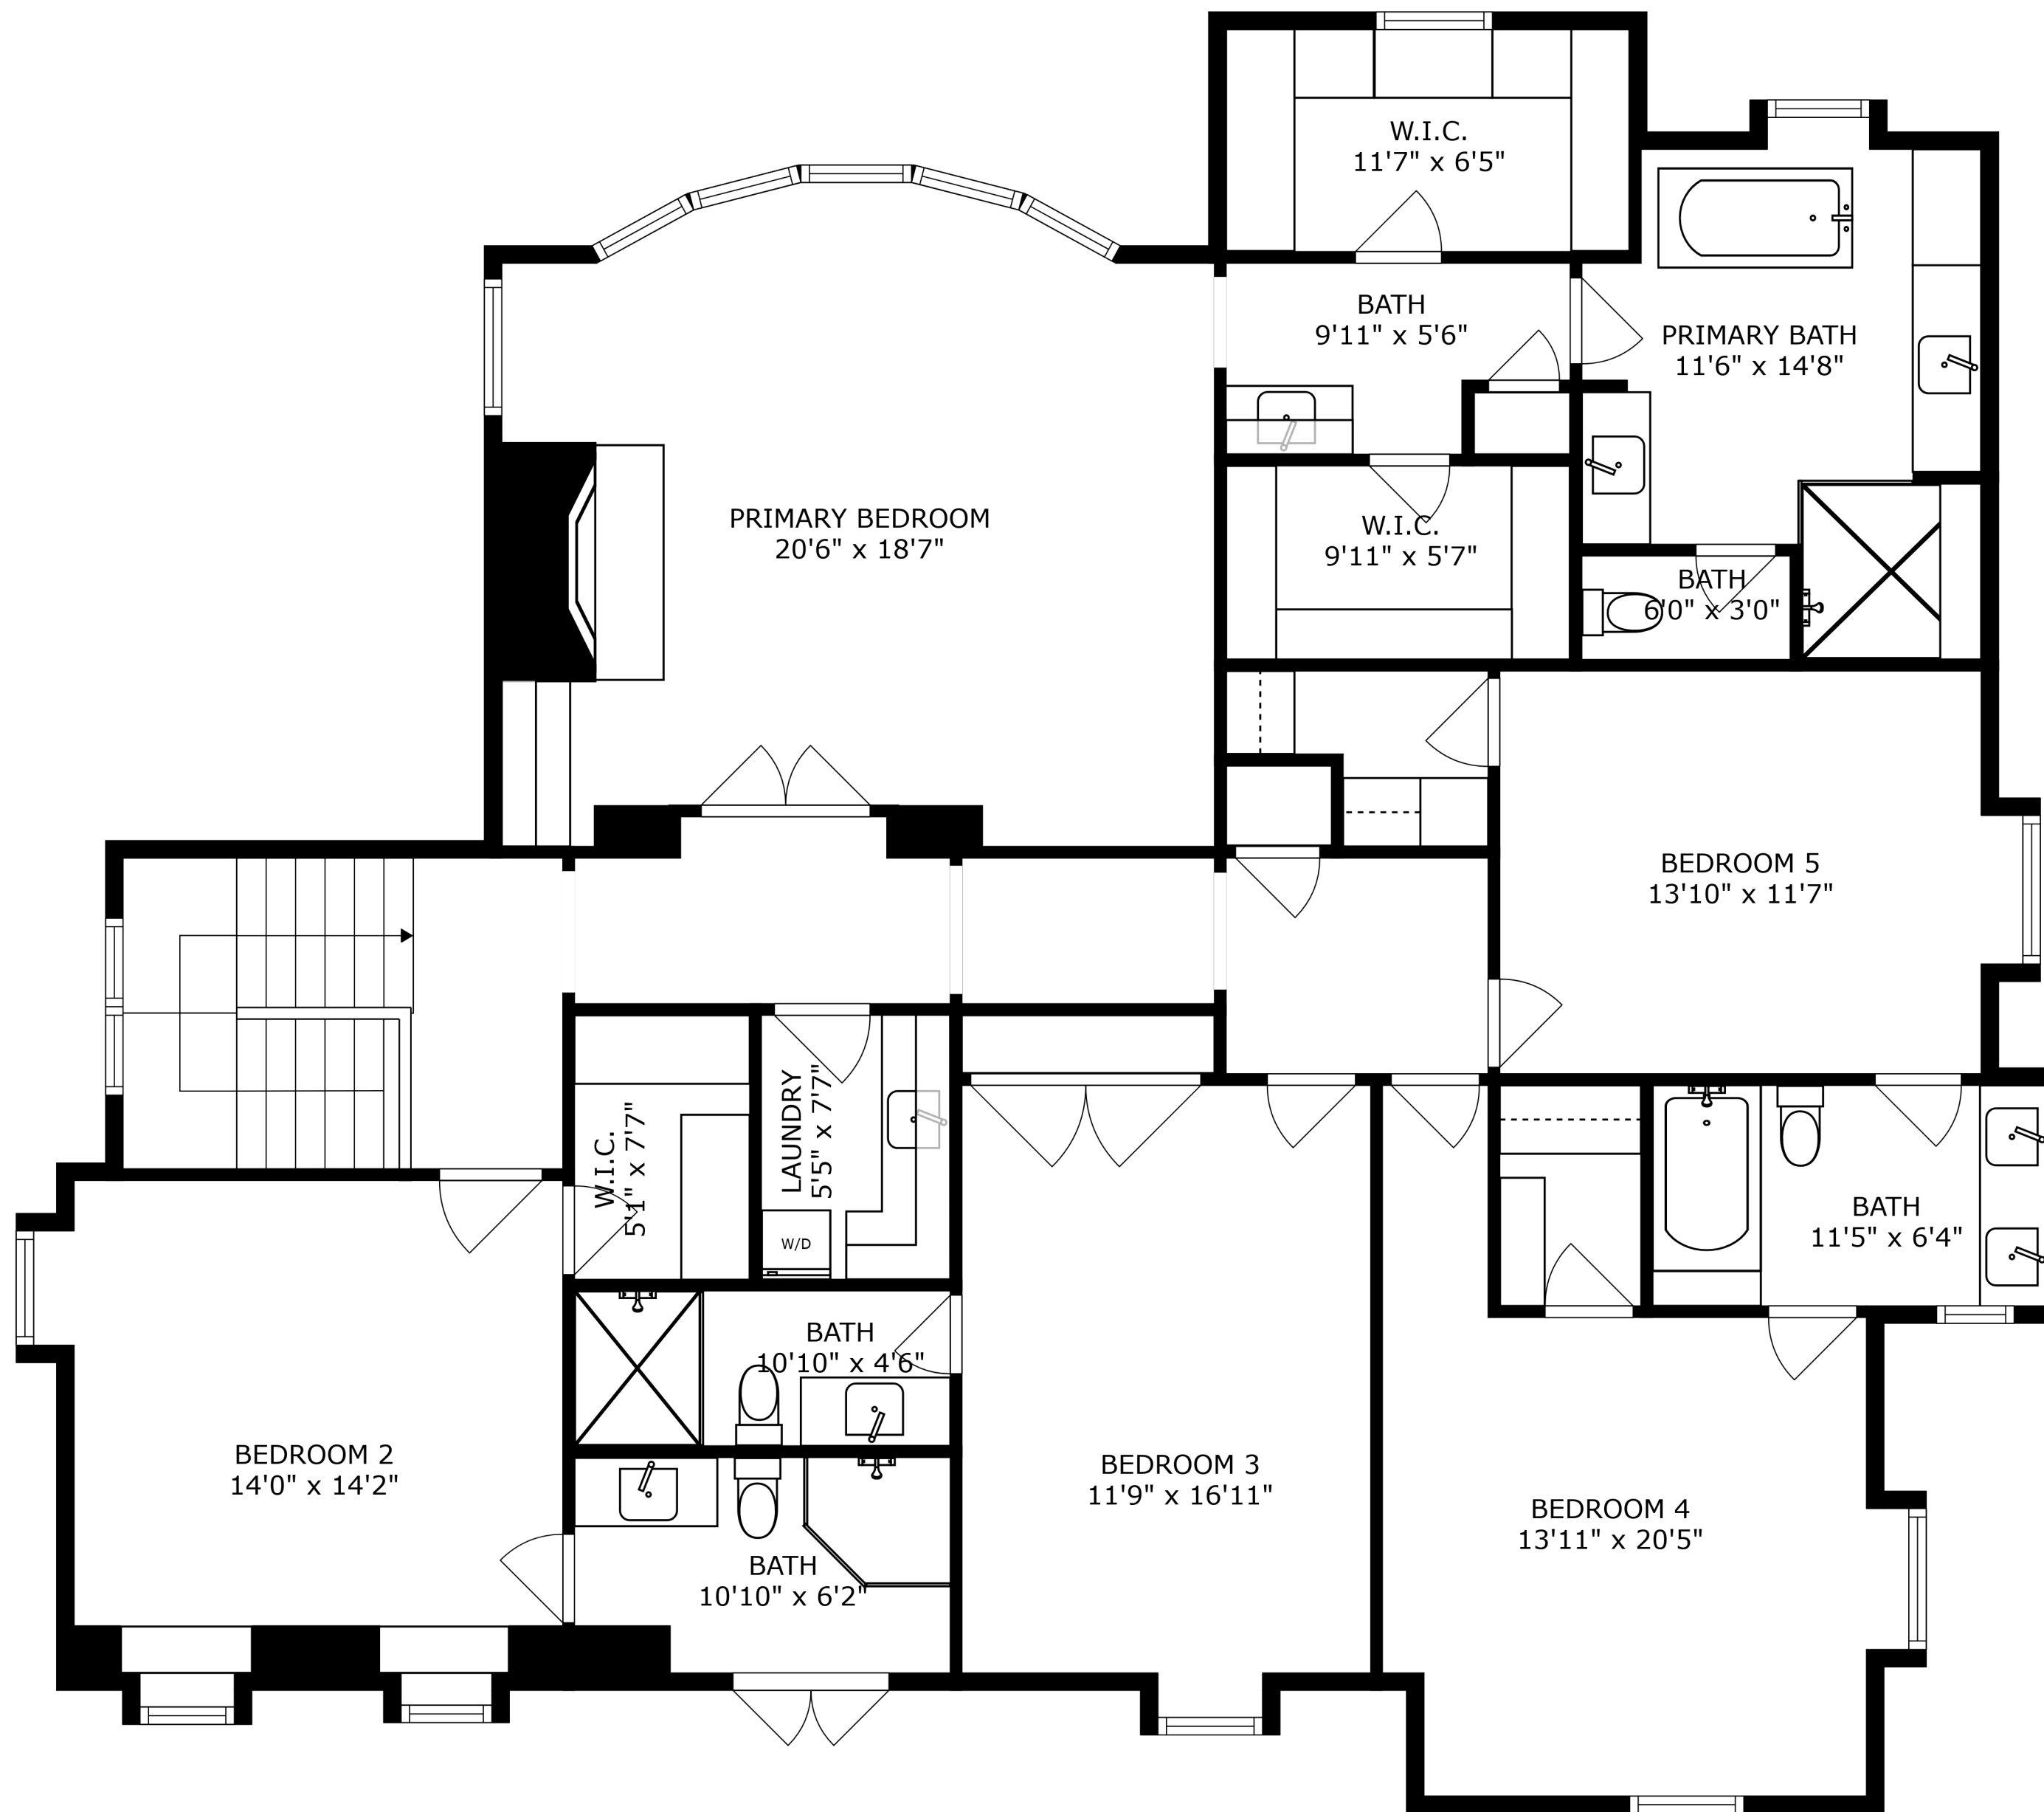 W.I.C.
11'7" x 6'5"
BATH
9'11" x 5'6"
PRIMARY BATH
11'6" x 14'8"
PRIMARY BEDROOM
20'6" x 18'7"
W.I.C.
9'11" x 5'7"
BATH
6'0" x 3'0"
BEDROOM 5
13'10" x 11'7"
W.I.C.
5'1" x 7'7"
LAUNDRY
5'5" x 7'7"
W/D
BATH
11'5" x 6'4"
BATH
10'10" x 4'6"
BEDROOM 2
14'0" x 14'2"
BEDROOM 3
11'9" x 16'11"
BEDROOM 4
13'11" x 20'5"
BATH
10'10" x 6'2"